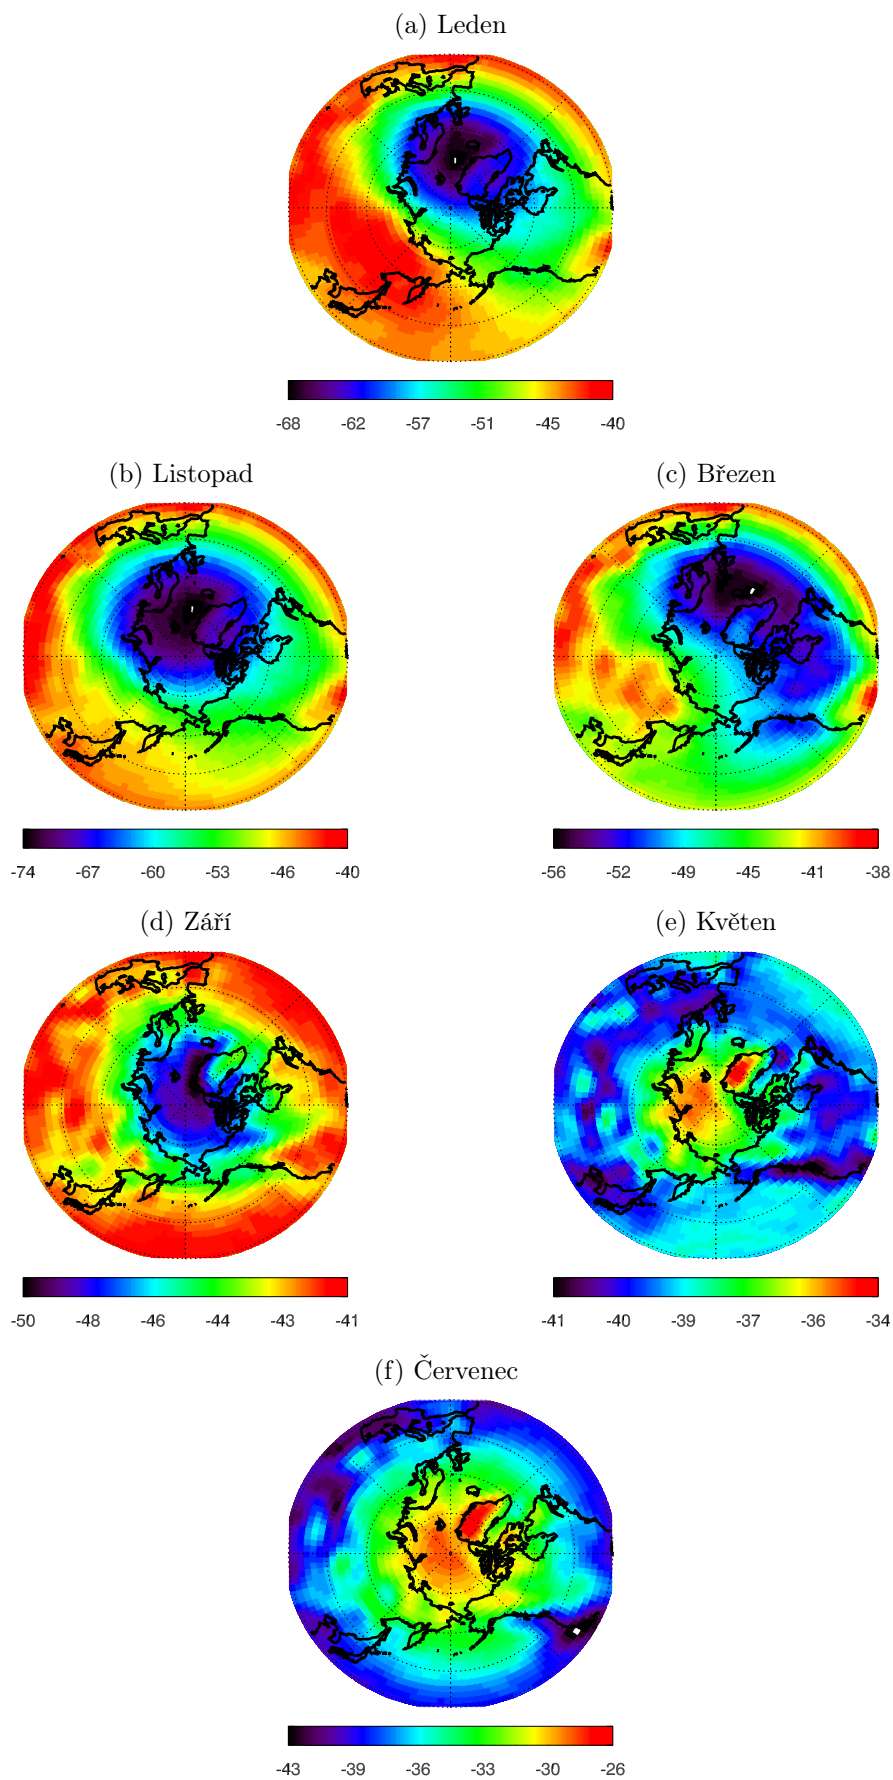 (a) Leden
-68 -62 -57 -51 -45 -40
(b) Listopad
(c) Březen
-74 -67 -60 -53 -46 -40
-56 -52 -49 -45 -41 -38
(d) Září
(e) Květen
-50 -48 -46 -44 -43 -41
-41 -40 -39 -37 -36 -34
(f) Červenec
-43 -39 -36 -33 -30 -26